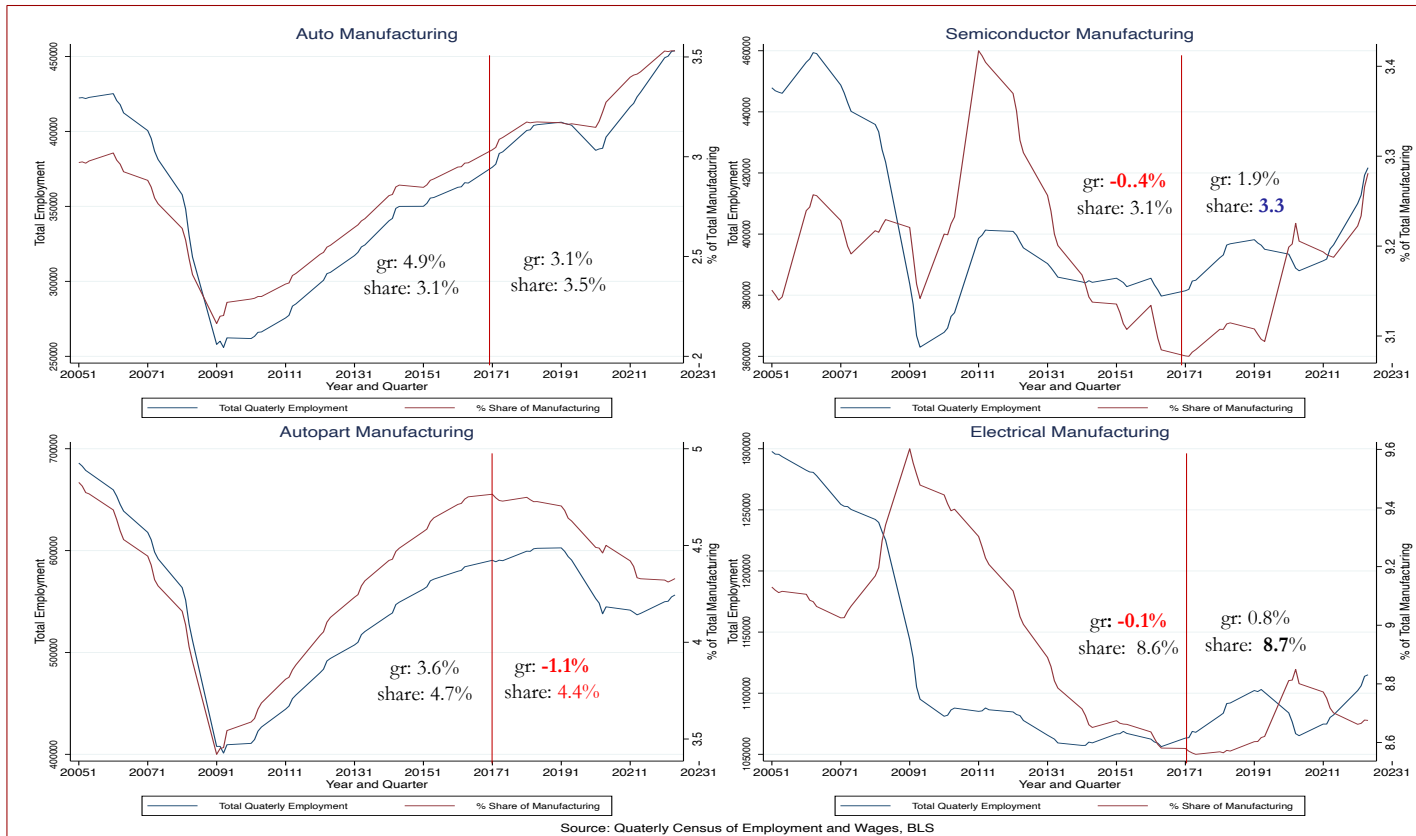 Auto Manufacturing
Total Employment
450000
400000
350000
300000
250000
% of Total Manufacturing
3.5
3
2.5
2
gr: 4.9%
share: 3.1%
gr: 3.1%
share: 3.5%
20051 20071 20091 20111 20131 20151 20171 20191 20211 20231
Year and Quarter
Total Quaterly Employment % Share of Manufacturing
Semiconductor Manufacturing
Total Employment
460000
440000
420000
400000
380000
360000
% of Total Manufacturing
3.4
3.3
3.2
3.1
gr: -0..4%
share: 3.1%
gr: 1.9%
share: 3.3
20051 20071 20091 20111 20131 20151 20171 20191 20211 20231
Year and Quarter
Total Quaterly Employment % Share of Manufacturing
Autopart Manufacturing
Total Employment
700000
600000
500000
400000
% of Total Manufacturing
5
4.5
4
3.5
gr: 3.6%
share: 4.7%
gr: -1.1%
share: 4.4%
20051 20071 20091 20111 20131 20151 20171 20191 20211 20231
Year and Quarter
Total Quaterly Employment % Share of Manufacturing
Electrical Manufacturing
Total Employment
1300000
1250000
1200000
1150000
1100000
1050000
% of Total Manufacturing
9.6
9.4
9.2
9
8.8
8.6
gr: -0.1%
share: 8.6%
gr: 0.8%
share: 8.7%
20051 20071 20091 20111 20131 20151 20171 20191 20211 20231
Year and Quarter
Total Quaterly Employment % Share of Manufacturing
Source: Quaterly Census of Employment and Wages, BLS